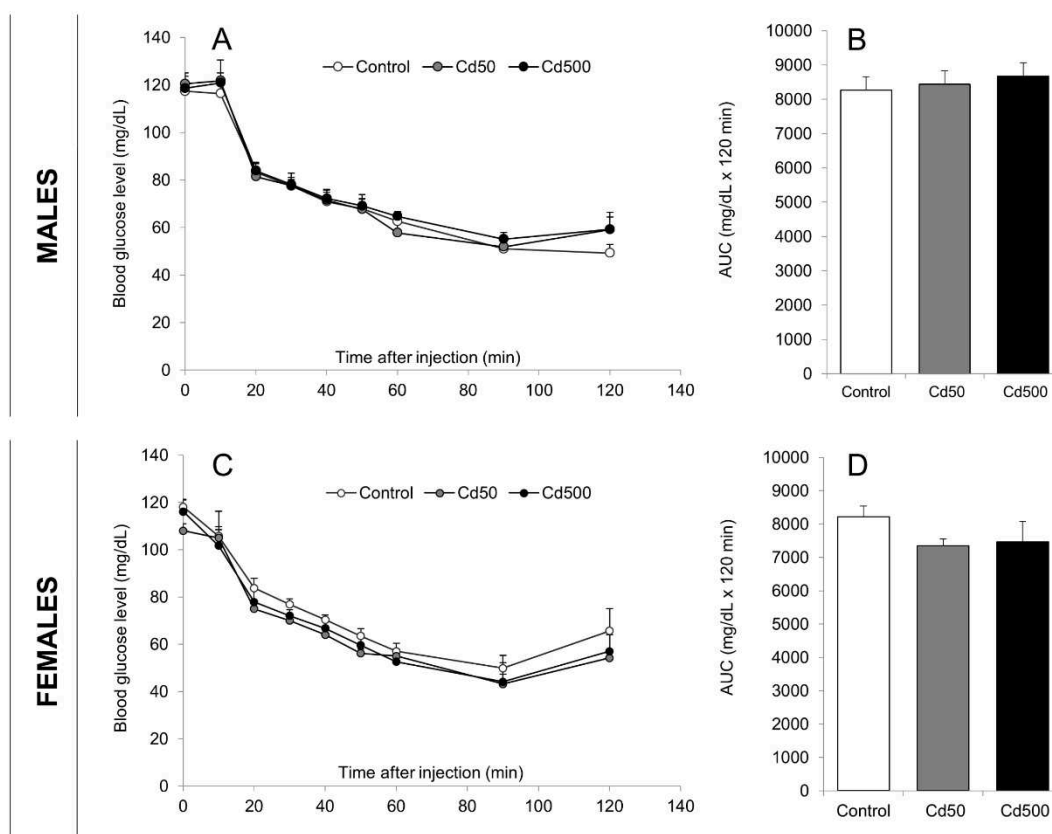 MALES
A
Control Cd50 Cd500
Blood glucose level (mg/dL)
140
120
100
80
60
40
20
0
Time after injection (min)
0 20 40 60 80 100 120 140
B
AUC (mg/dL x 120 min)
10000
9000
8000
7000
6000
5000
4000
3000
2000
1000
0
Control Cd50 Cd500
FEMALES
C
Control Cd50 Cd500
Blood glucose level (mg/dL)
140
120
100
80
60
40
20
0
Time after injection (min)
0 20 40 60 80 100 120 140
D
AUC (mg/dL x 120 min)
10000
9000
8000
7000
6000
5000
4000
3000
2000
1000
0
Control Cd50 Cd500